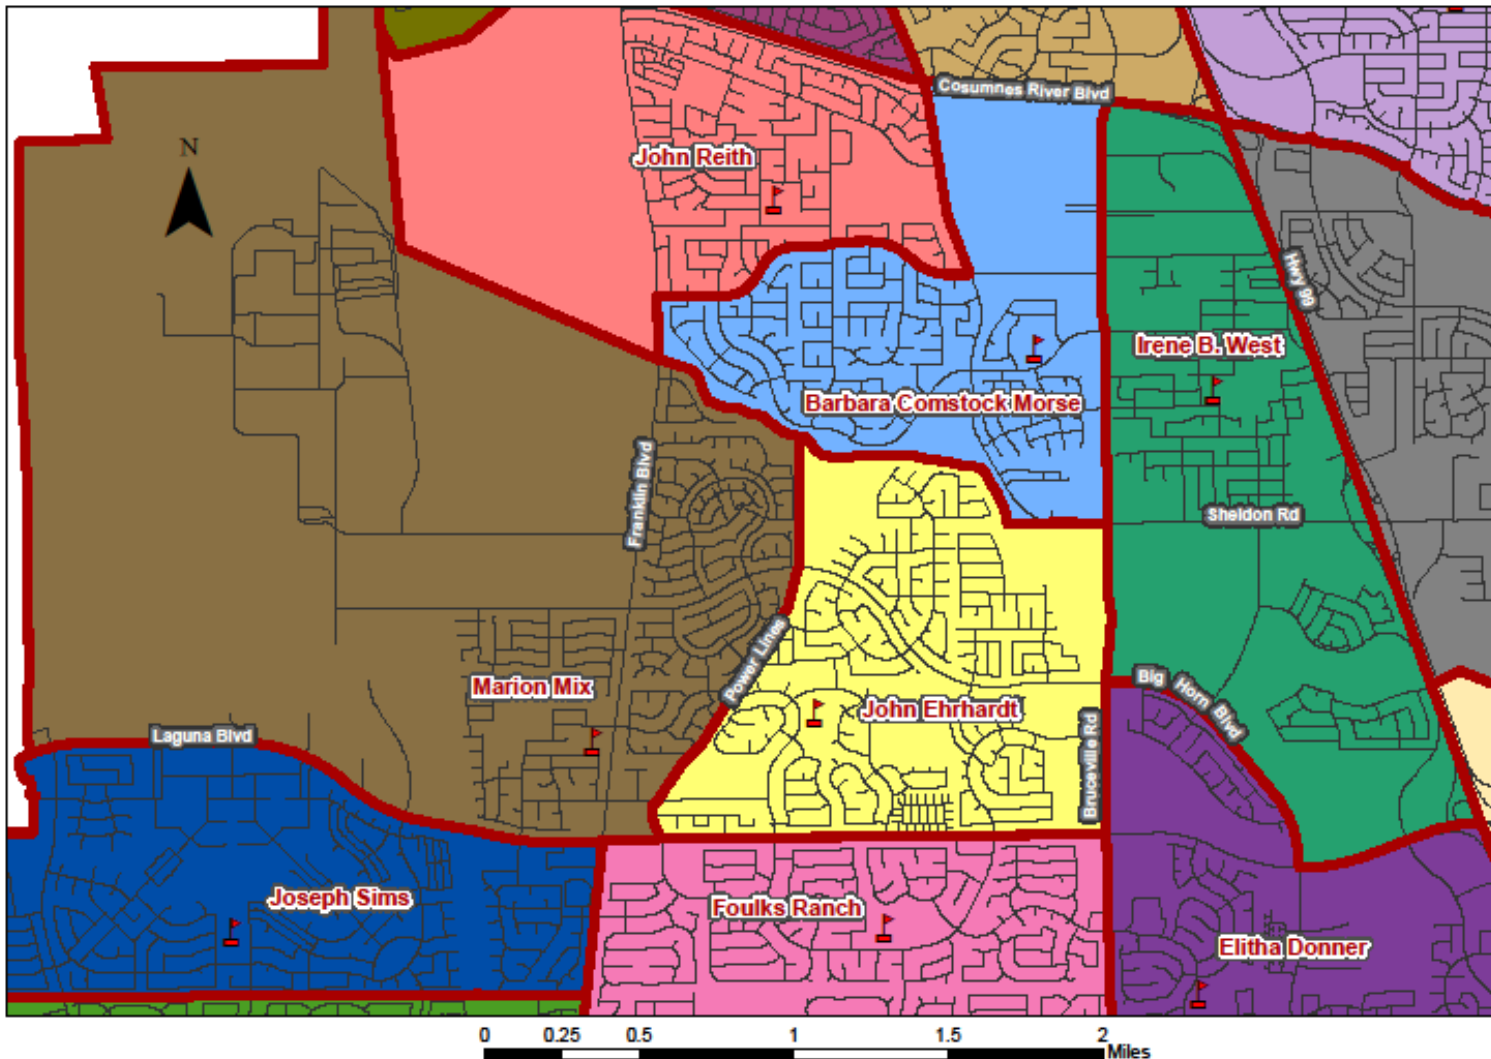 Cosumnes River Blvd
N
John Reith
Hwy 99
Irene B. West
Barbara Comstock Morse
Franklin Blvd
Sheldon Rd
Power Lines
Marion Mix
John Ehrhardt
Big Horn Blvd
Laguna Blvd
Bruceville Rd
Joseph Sims
Foulks Ranch
Elitha Donner
0 0.25 0.5 1 1.5 2
Miles